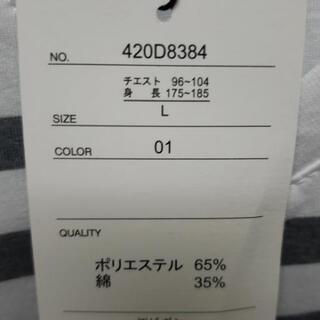 NO. 420D8384
チエスト 96~104
身 長 175~185
SIZE L
COLOR 01
QUALITY
ポリエステル 65%
綿 35%